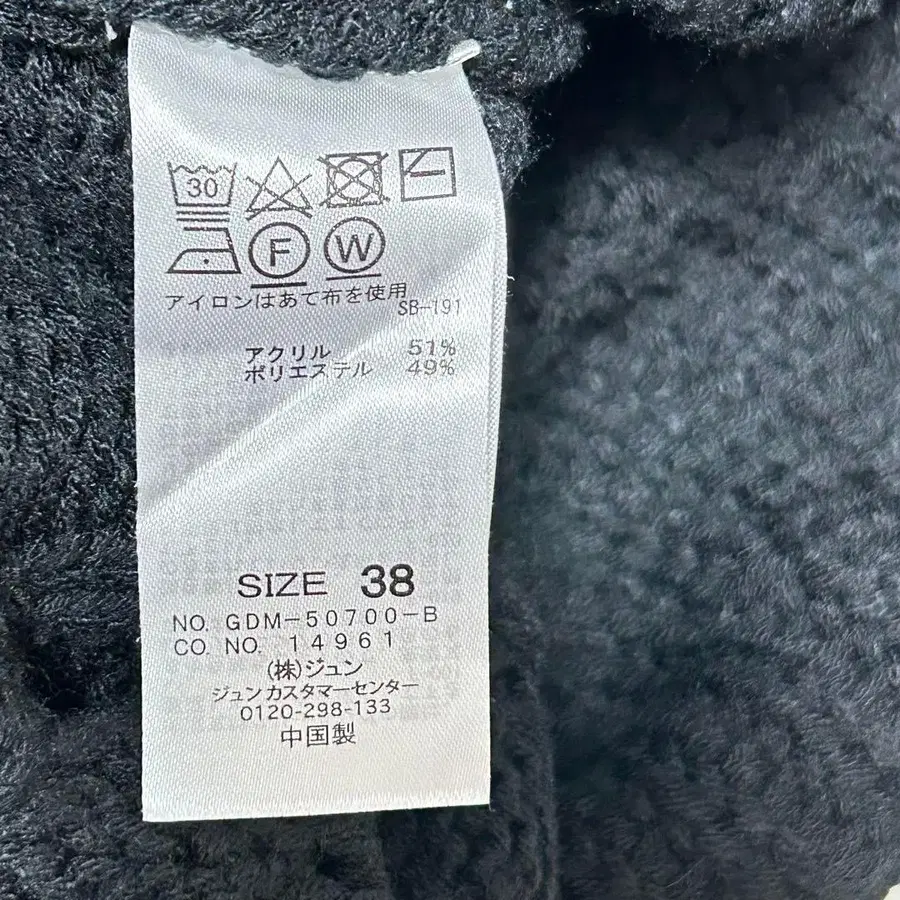 30
F W
アイロンはあて布を使用
SB-191
アクリル 51%
ポリエステル 49%
SIZE 38
NO. GDM-50700-B
CO. NO. 14961
(株)ジュン
ジュンカスタマーセンター
0120-298-133
中国製